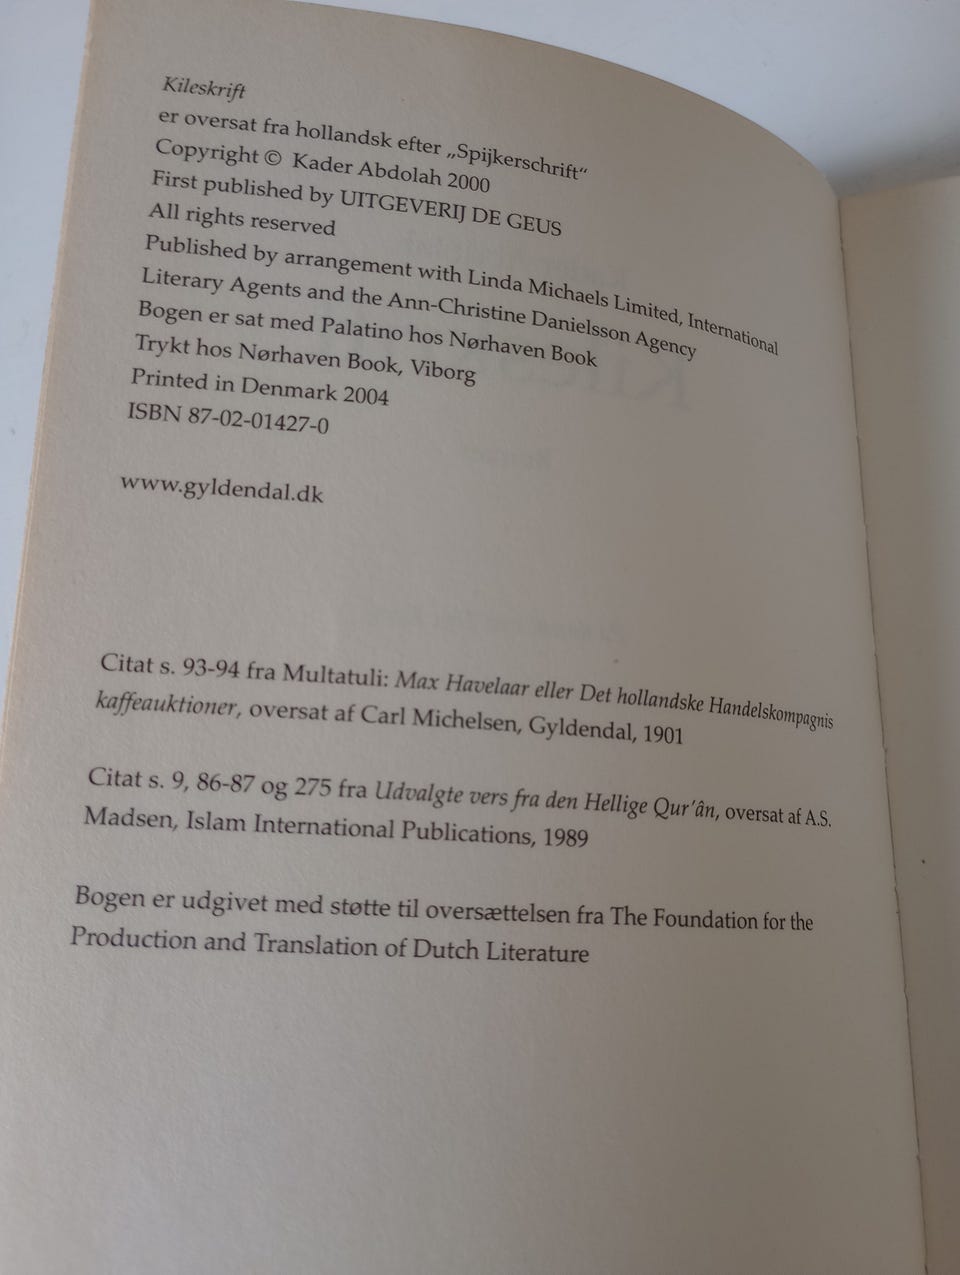 Kileskrift
er oversat fra hollandsk efter „Spijkerschrift“
Copyright © Kader Abdolah 2000
First published by UITGEVERIJ DE GEUS
All rights reserved
Published by arrangement with Linda Michaels Limited, International
Literary Agents and the Ann-Christine Danielsson Agency
Bogen er sat med Palatino hos Nørhaven Book
Trykt hos Nørhaven Book, Viborg
Printed in Denmark 2004
ISBN 87-02-01427-0
www.gyldendal.dk
Citat s. 93-94 fra Multatuli: Max Havelaar eller Det hollandske Handelskompagnis
kaffeauktioner, oversat af Carl Michelsen, Gyldendal, 1901
Citat s. 9, 86-87 og 275 fra Udvalgte vers fra den Hellige Qur'ân, oversat af A.S.
Madsen, Islam International Publications, 1989
Bogen er udgivet med støtte til oversættelsen fra The Foundation for the
Production and Translation of Dutch Literature